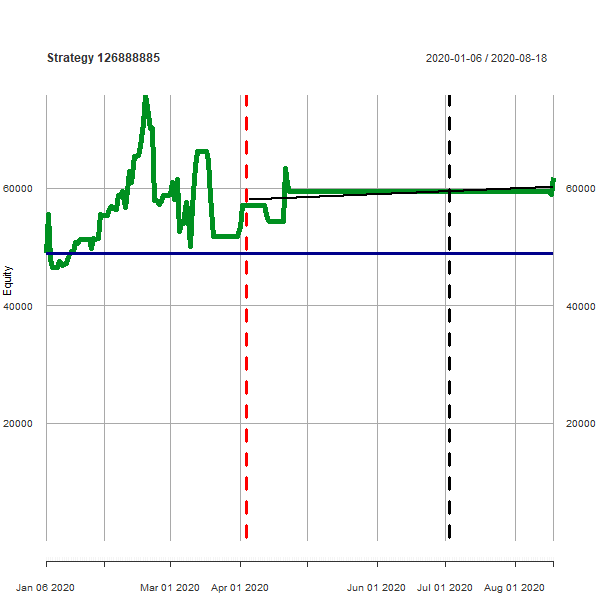 Strategy 126888885
2020-01-06 / 2020-08-18
Equity
60000
60000
40000
40000
20000
20000
Jan 06 2020
Mar 01 2020
Apr 01 2020
Jun 01 2020
Jul 01 2020
Aug 01 2020